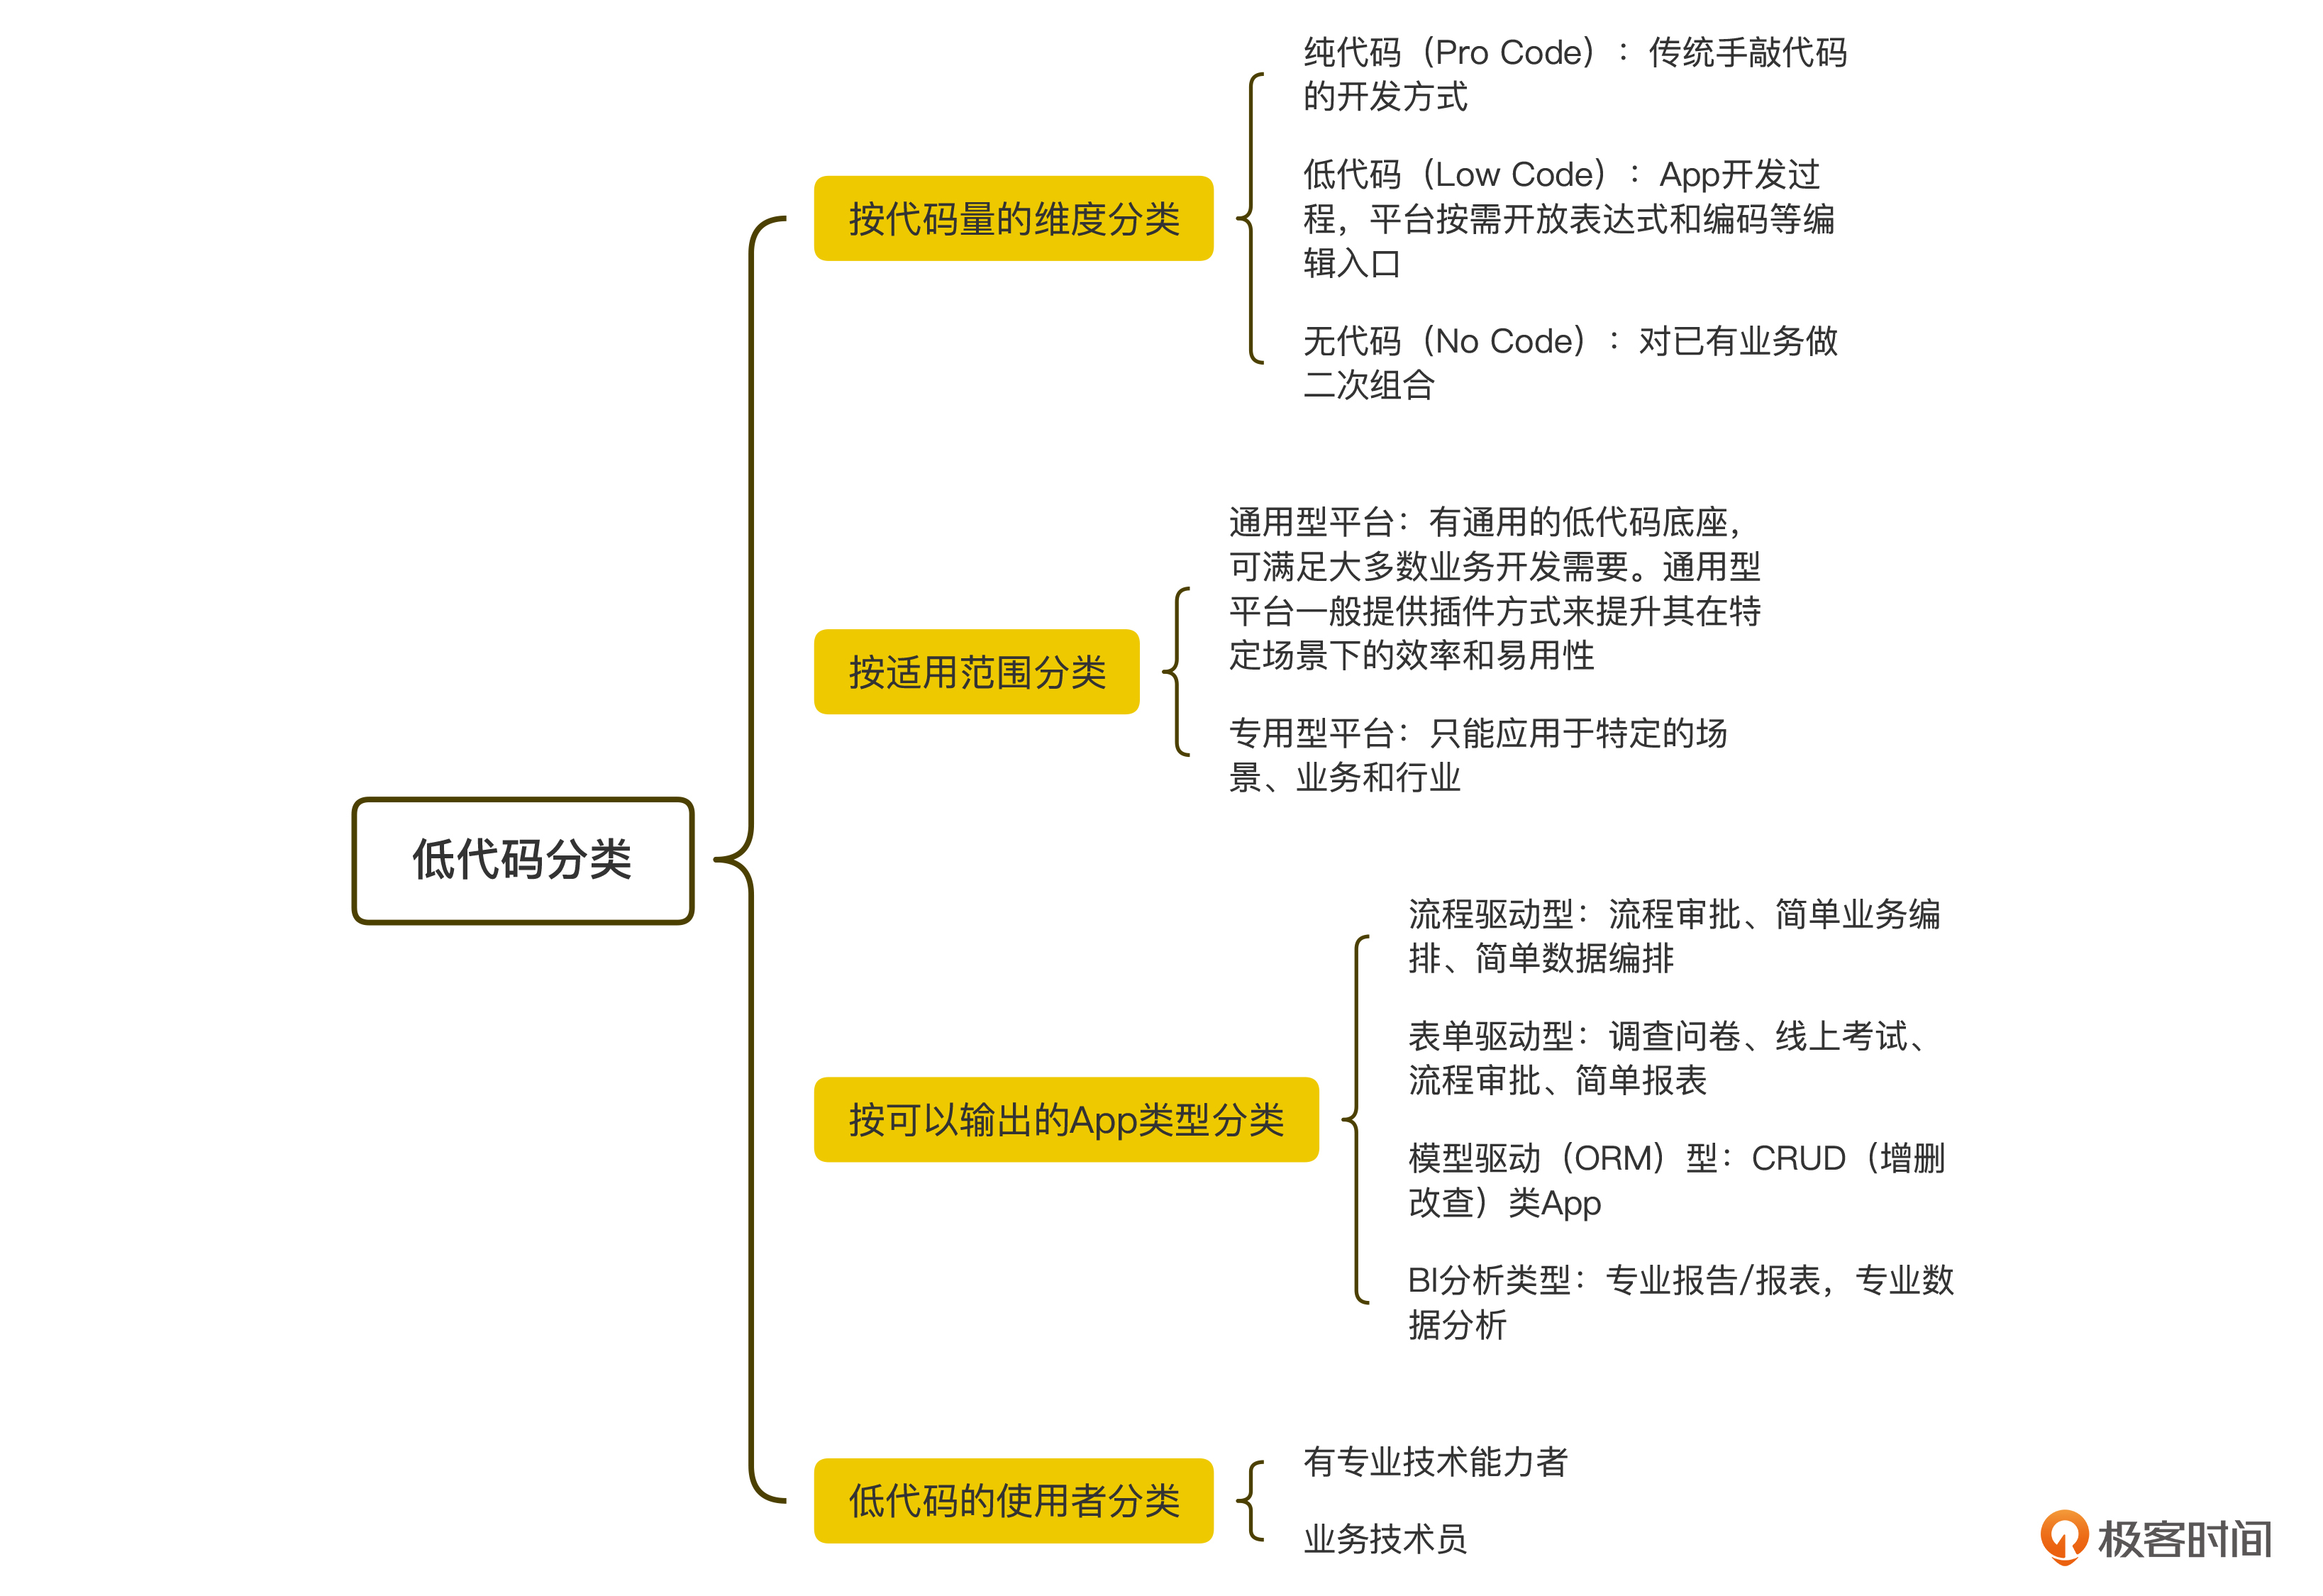 纯代码（Pro Code）：传统手敲代码
的开发方式
低代码（Low Code）：App开发过
程，平台按需开放表达式和编码等编
辑入口
按代码量的维度分类
无代码（No Code）：对已有业务做
二次组合
通用型平台：有通用的低代码底座，
可满足大多数业务开发需要。通用型
平台一般提供插件方式来提升其在特
定场景下的效率和易用性
按适用范围分类
专用型平台：只能应用于特定的场
景、业务和行业
低代码分类
流程驱动型：流程审批、简单业务编
排、简单数据编排
表单驱动型：调查问卷、线上考试、
流程审批、简单报表
按可以输出的App类型分类
模型驱动（ORM）型：CRUD（增删
改查）类App
BI分析类型：专业报告/报表，专业数
据分析
有专业技术能力者
低代码的使用者分类
业务技术员
极客时间